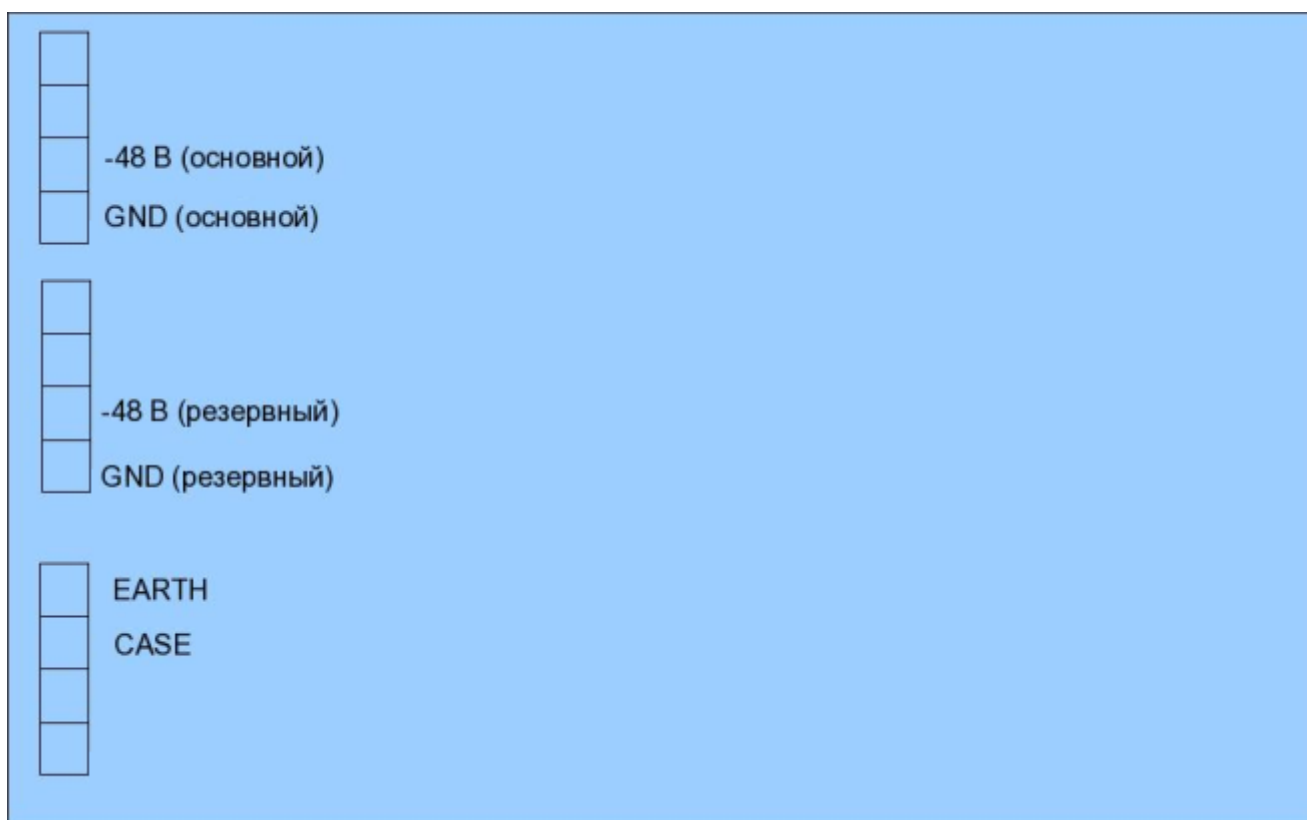 -48 В (основной)
GND (основной)
-48 В (резервный)
GND (резервный)
EARTH
CASE